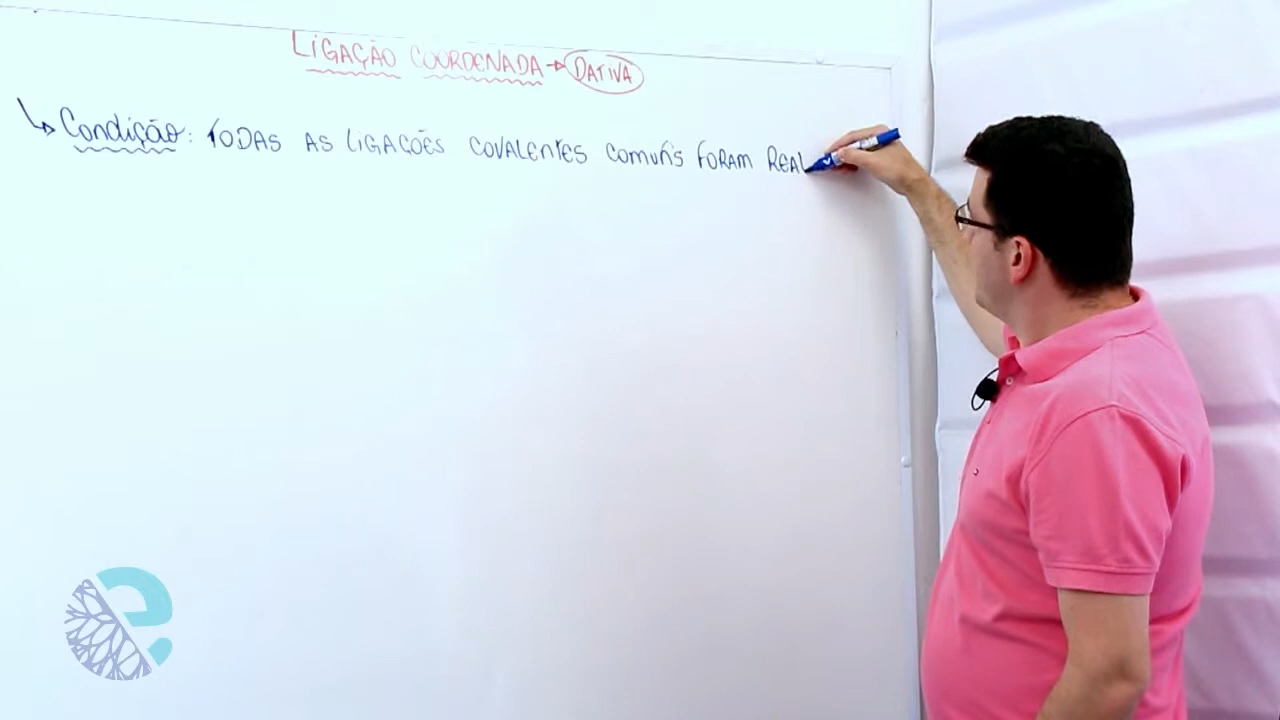 LIGAÇÃO COORDENADA → DATIVA
↳ Condição: TODAS AS LIGAÇÕES COVALENTES COMUNS FORAM REAL